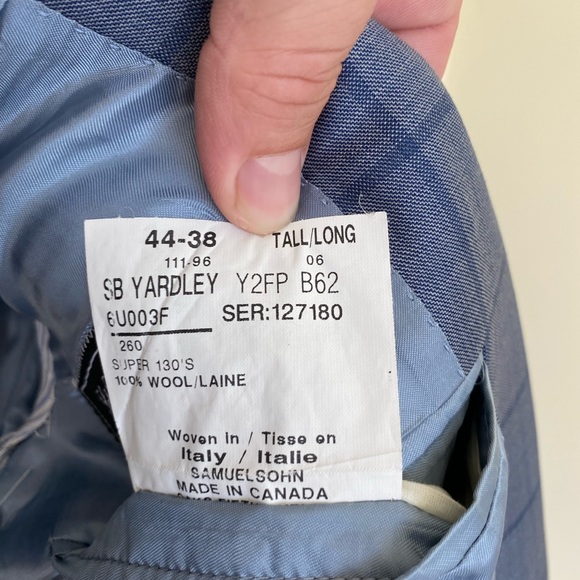 44-38 TALL/LONG
111-96 06
SB YARDLEY Y2FP B62
6U003F SER:127180
260
SUPER 130'S
100% WOOL/LAINE
Woven in / Tisse en
Italy / Italie
SAMUELSOHN
MADE IN CANADA